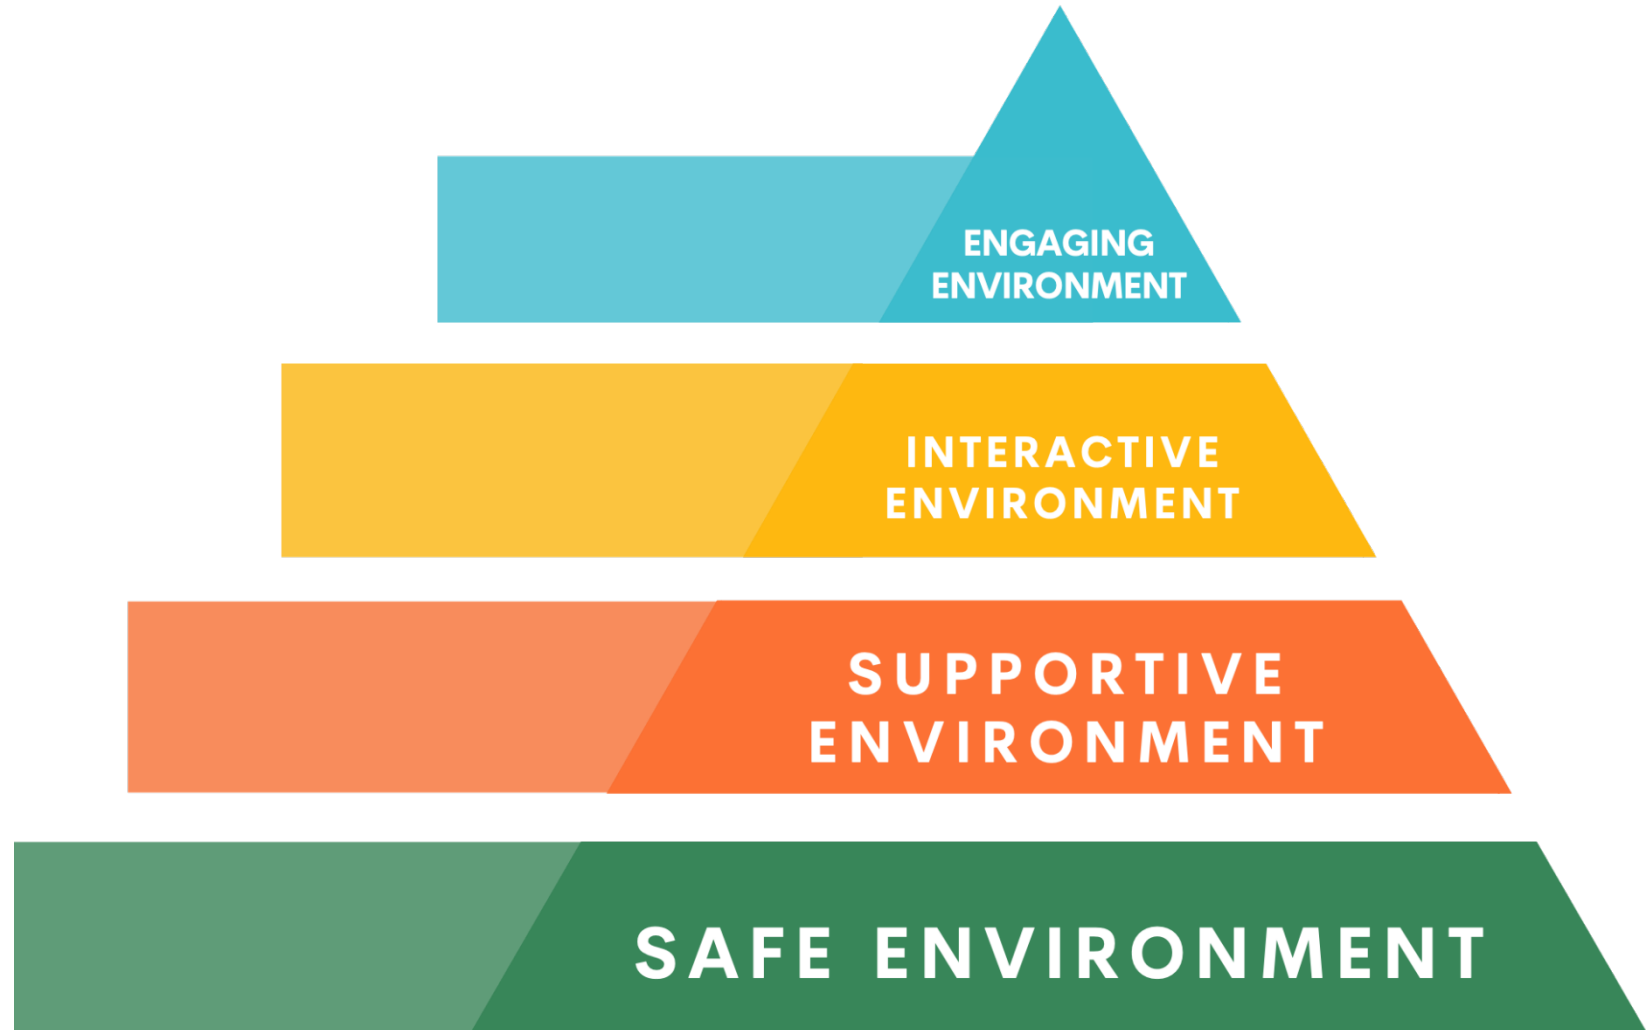 ENGAGING
ENVIRONMENT
INTERACTIVE
ENVIRONMENT
SUPPORTIVE
ENVIRONMENT
SAFE ENVIRONMENT